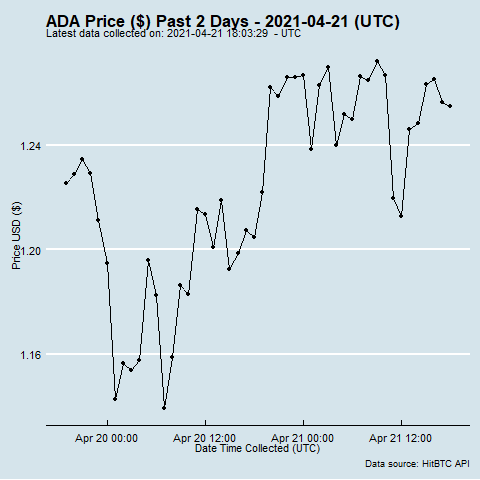 ADA Price ($) Past 2 Days - 2021-04-21 (UTC)
Latest data collected on: 2021-04-21 18:03:29 - UTC
1.24
1.20
1.16
Price USD ($)
Apr 20 00:00 Apr 20 12:00 Apr 21 00:00 Apr 21 12:00
Date Time Collected (UTC)
Data source: HitBTC API